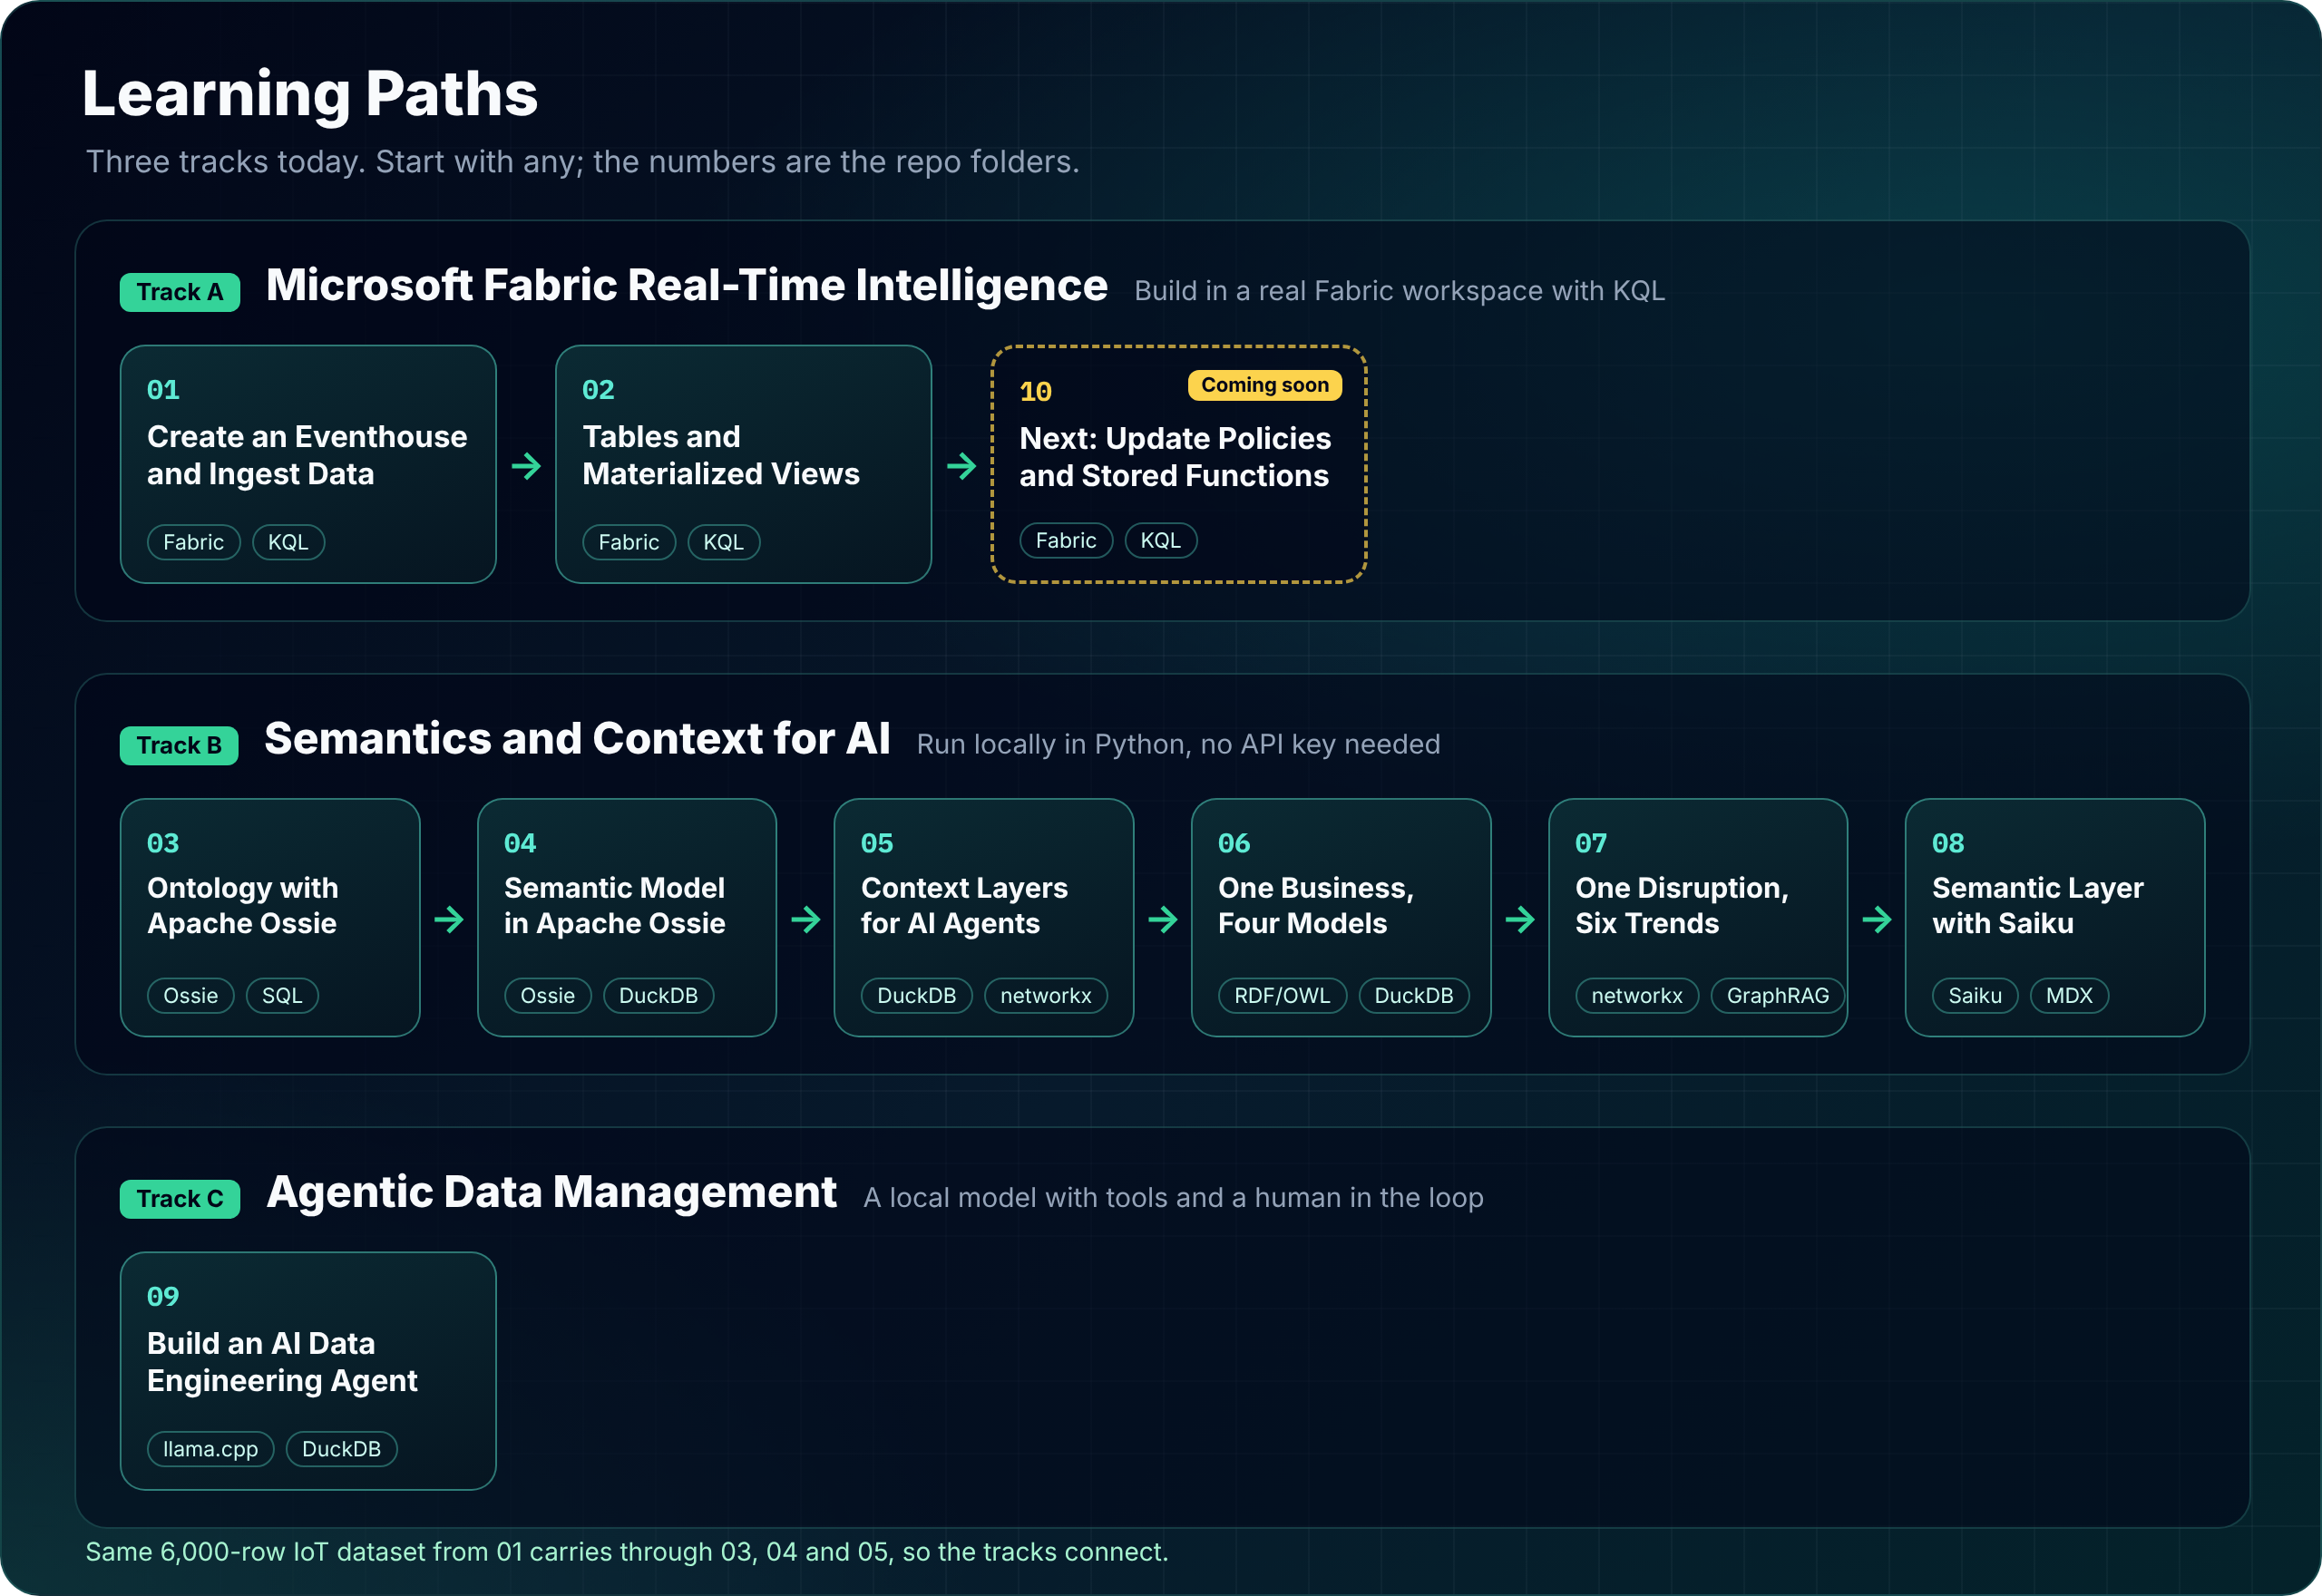 Learning Paths
Three tracks today. Start with any; the numbers are the repo folders.
Track A Microsoft Fabric Real-Time Intelligence Build in a real Fabric workspace with KQL
01
Create an Eventhouse
and Ingest Data
Fabric KQL
02
Tables and
Materialized Views
Fabric KQL
10 Coming soon
Next: Update Policies
and Stored Functions
Fabric KQL
Track B Semantics and Context for AI Run locally in Python, no API key needed
03
Ontology with
Apache Ossie
Ossie SQL
04
Semantic Model
in Apache Ossie
Ossie DuckDB
05
Context Layers
for AI Agents
DuckDB networkx
06
One Business,
Four Models
RDF/OWL DuckDB
07
One Disruption,
Six Trends
networkx GraphRAG
08
Semantic Layer
with Saiku
Saiku MDX
Track C Agentic Data Management A local model with tools and a human in the loop
09
Build an AI Data
Engineering Agent
llama.cpp DuckDB
Same 6,000-row IoT dataset from 01 carries through 03, 04 and 05, so the tracks connect.